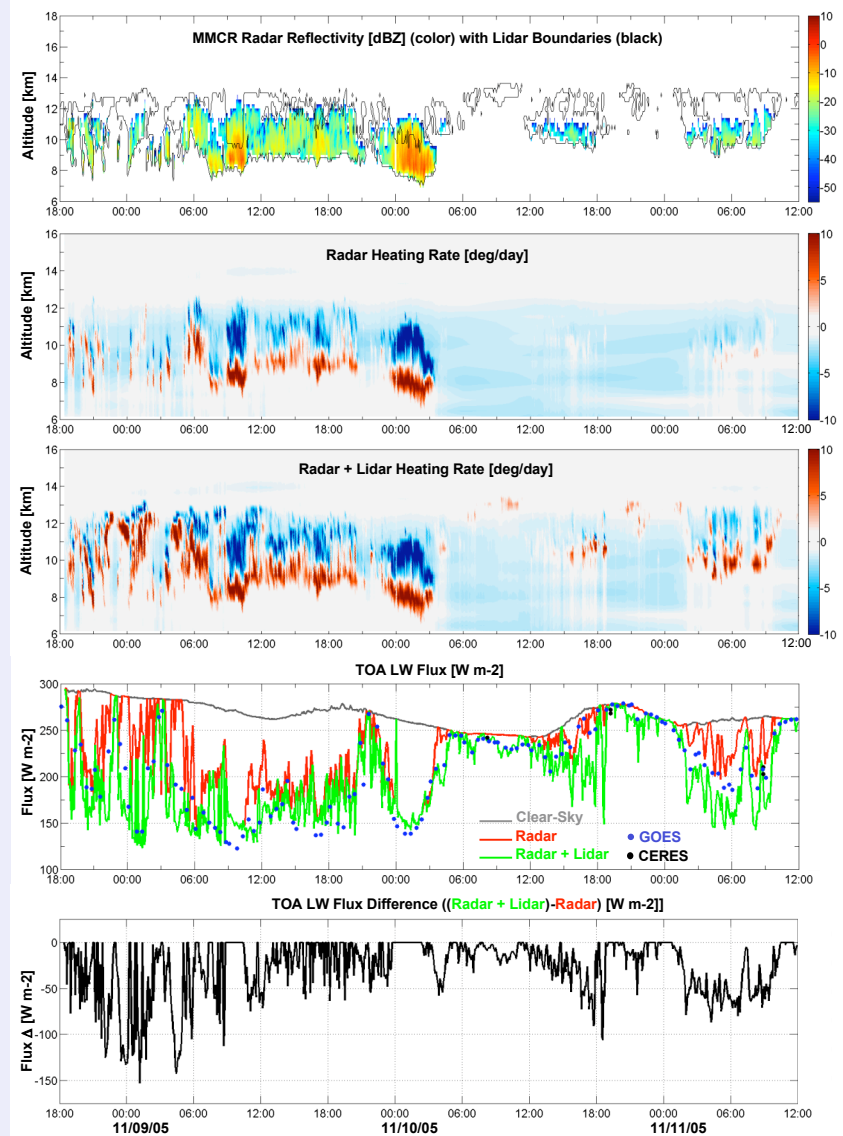 MMCR Radar Reflectivity [dBZ] (color) with Lidar Boundaries (black)
Altitude [km]
18
16
14
12
10
8
6
18:00 00:00 06:00 12:00 18:00 00:00 06:00 12:00 18:00 00:00 06:00 12:00
10
0
-10
-20
-30
-40
-50
Radar Heating Rate [deg/day]
Altitude [km]
16
14
12
10
8
6
18:00 00:00 06:00 12:00 18:00 00:00 06:00 12:00 18:00 00:00 06:00 12:00
10
5
-0
-5
-10
Radar + Lidar Heating Rate [deg/day]
Altitude [km]
16
14
12
10
8
6
18:00 00:00 06:00 12:00 18:00 00:00 06:00 12:00 18:00 00:00 06:00 12:00
10
5
0
-5
-10
TOA LW Flux [W m-2]
Flux [W m-2]
300
250
200
150
100
Clear-Sky
Radar
Radar + Lidar
GOES
CERES
18:00 00:00 06:00 12:00 18:00 00:00 06:00 12:00 18:00 00:00 06:00 12:00
TOA LW Flux Difference ((Radar + Lidar)-Radar) [W m-2]]
Flux Δ [W m-2]
0
-50
-100
-150
18:00 00:00 06:00 12:00 18:00 00:00 06:00 12:00 18:00 00:00 06:00 12:00
11/09/05 11/10/05 11/11/05